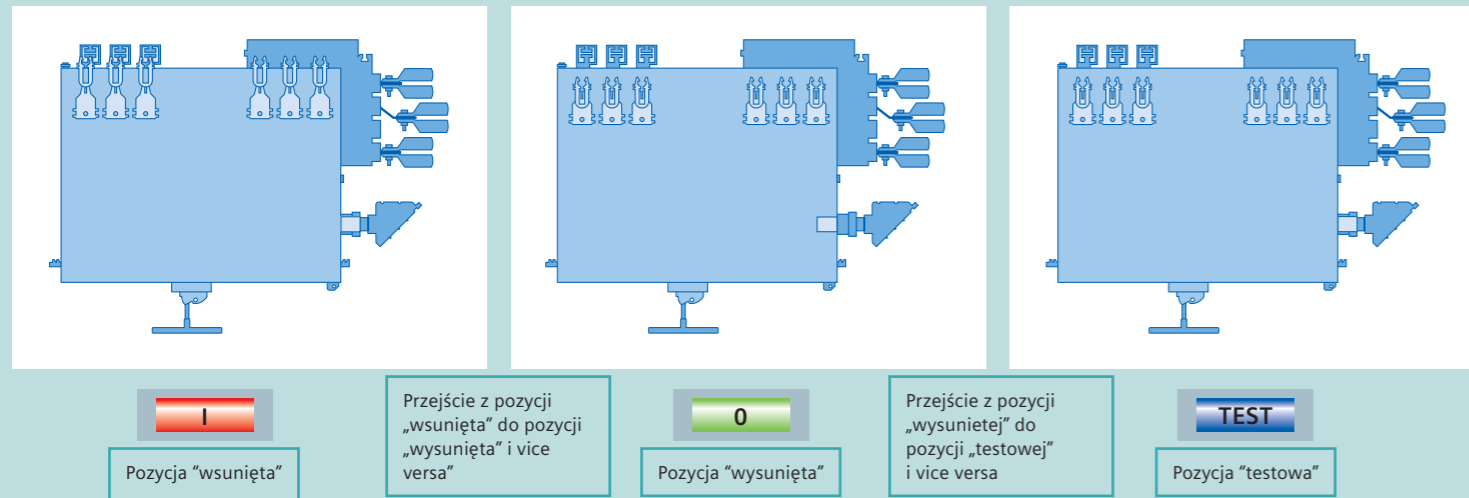 I
Pozycja “wsunięta”
Przejście z pozycji
„wsunięta” do pozycji
„wysunięta” i vice
versa”
0
Pozycja “wysunięta”
Przejście z pozycji
„wysunietej” do
pozycji „testowej”
i vice versa
TEST
Pozycja “testowa”